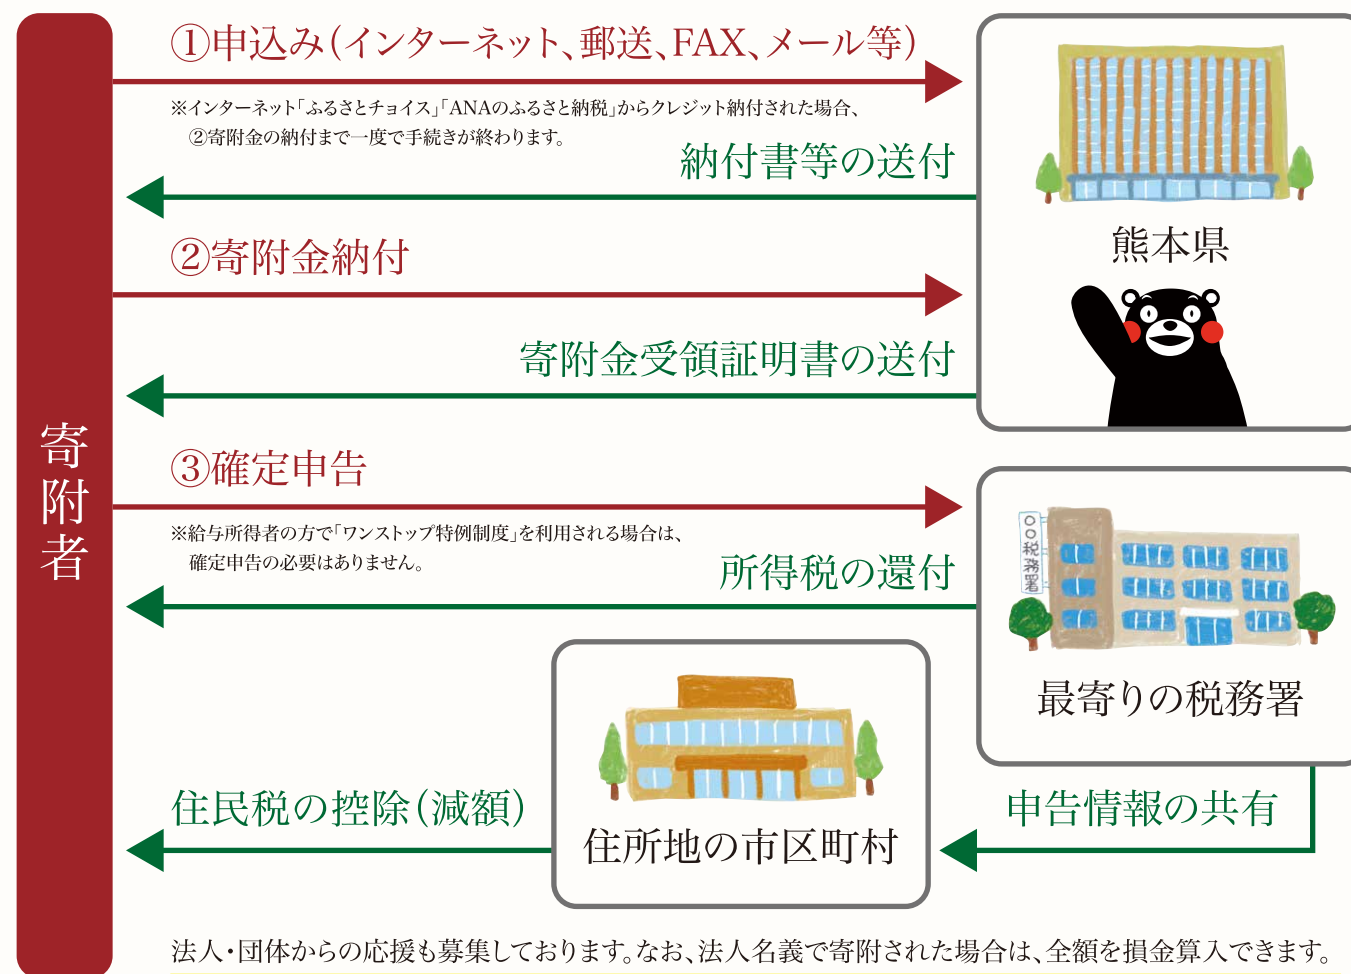 ①申込み(インターネット、郵送、FAX、メール等)
※インターネット「ふるさとチョイス」「ANAのふるさと納税」からクレジット納付された場合、
②寄附金の納付まで一度で手続きが終わります。
納付書等の送付
熊本県
②寄附金納付
寄附金受領証明書の送付
寄附者
③確定申告
※給与所得者の方で「ワンストップ特例制度」を利用される場合は、
確定申告の必要はありません。
所得税の還付
〇〇税務署
最寄りの税務署
住民税の控除(減額)
住所地の市区町村
申告情報の共有
法人・団体からの応援も募集しております。なお、法人名義で寄附された場合は、全額を損金算入できます。